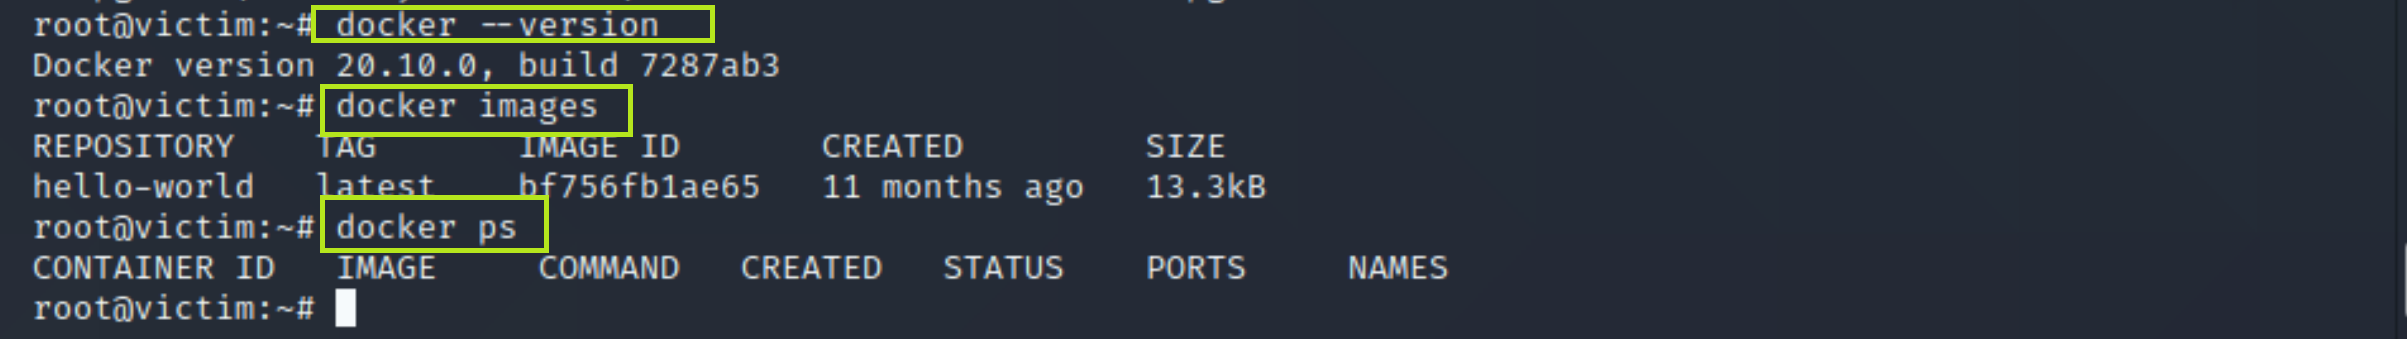 root@victim:~# docker --version
Docker version 20.10.0, build 7287ab3
root@victim:~# docker images
REPOSITORY TAG IMAGE ID CREATED SIZE
hello-world latest bf756fb1ae65 11 months ago 13.3kB
root@victim:~# docker ps
CONTAINER ID IMAGE COMMAND CREATED STATUS PORTS NAMES
root@victim:~#